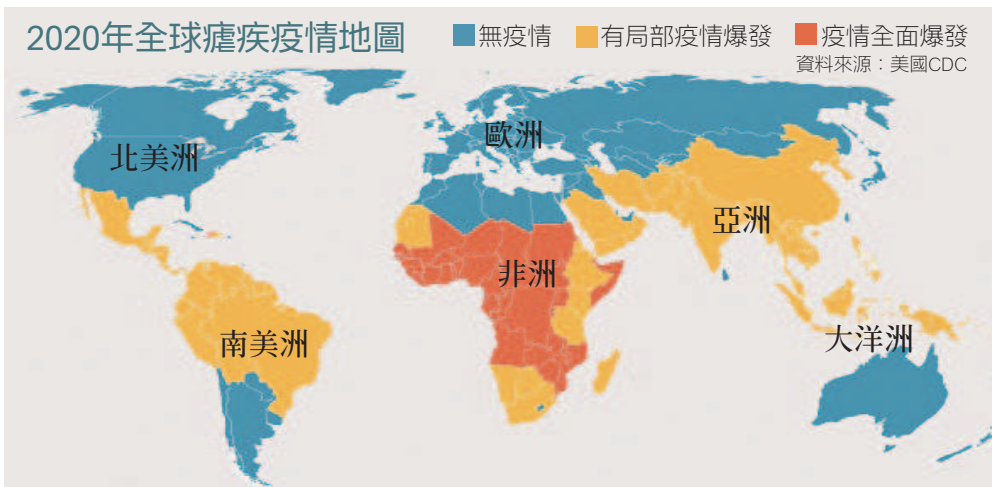 2020年全球瘧疾疫情地圖
無疫情 有局部疫情爆發 疫情全面爆發
資料來源：美國CDC
北美洲
歐洲
亞洲
非洲
南美洲
大洋洲